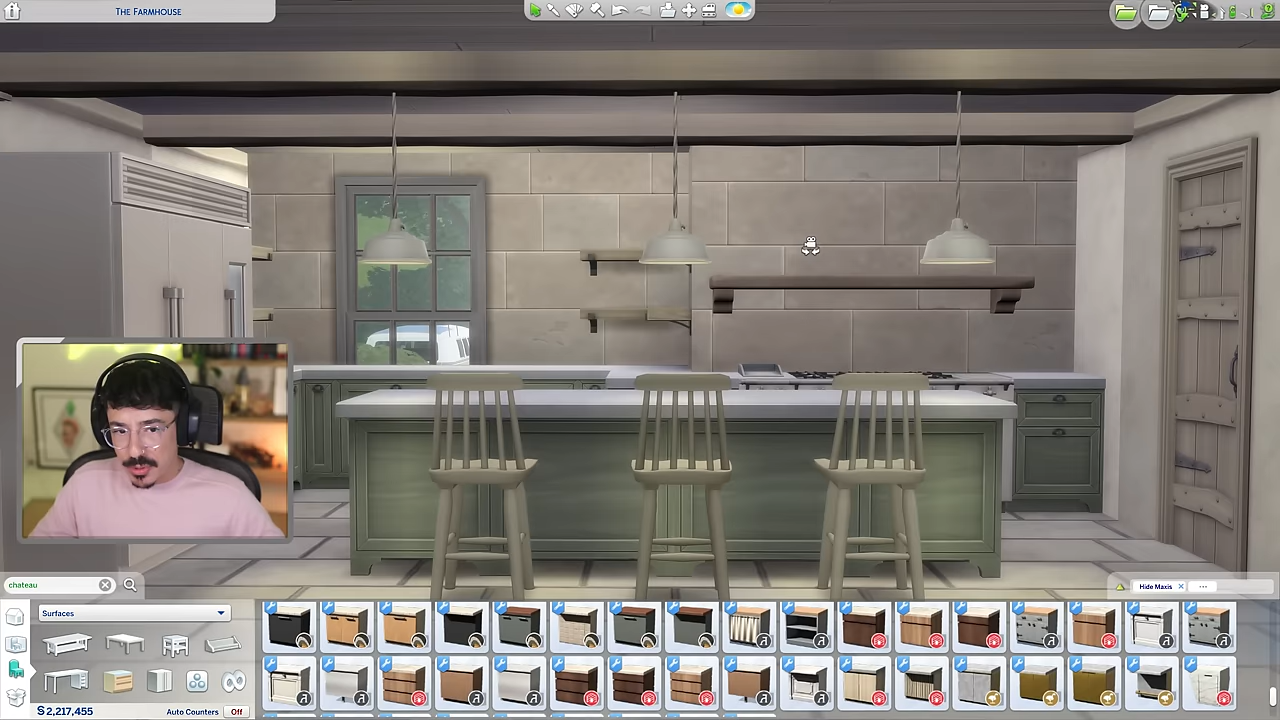 THE FARMHOUSE
chateau
Hide Maxis
Surfaces
$2,217,455
Auto Counters
Off